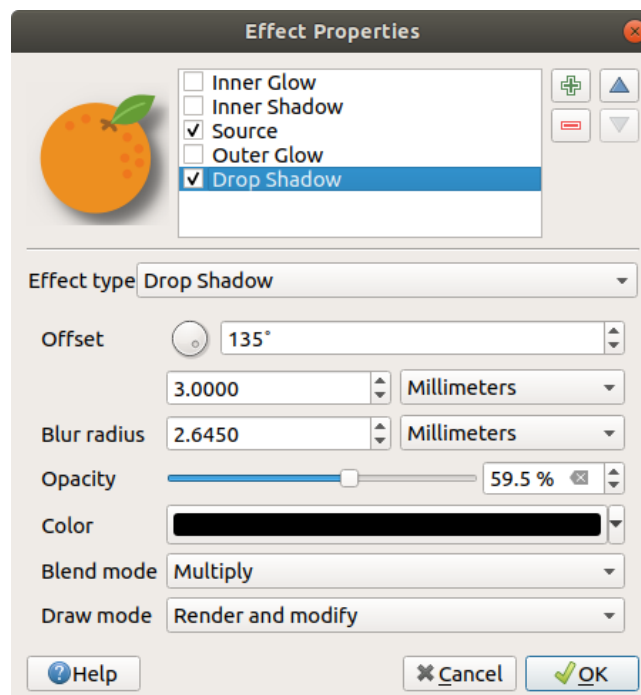 Effect Properties
Inner Glow
Inner Shadow
Source
Outer Glow
Drop Shadow
Effect type Drop Shadow
Offset 135°
3.0000 Millimeters
Blur radius 2.6450 Millimeters
Opacity 59.5 %
Color
Blend mode Multiply
Draw mode Render and modify
Help Cancel OK